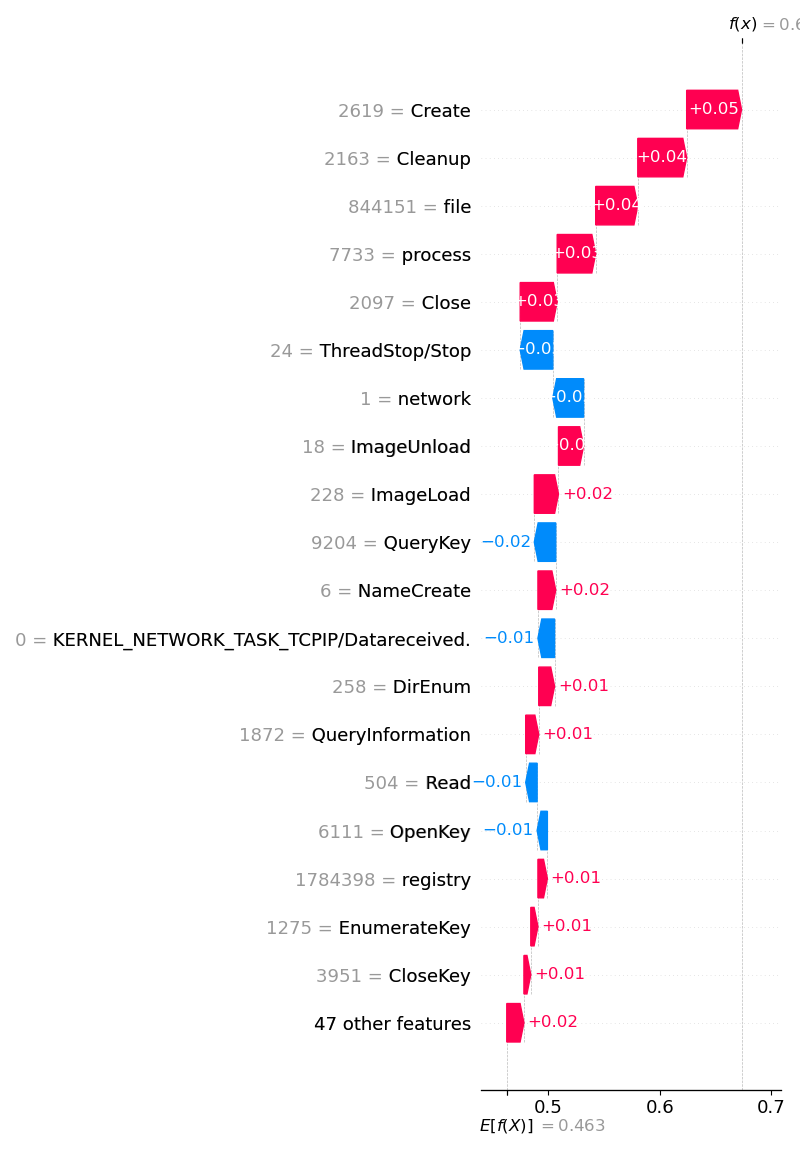 f(x) = 0.6
2619 = Create +0.05
2163 = Cleanup +0.04
844151 = file +0.04
7733 = process +0.03
2097 = Close +0.03
24 = ThreadStop/Stop
1 = network
18 = ImageUnload
228 = ImageLoad +0.02
9204 = QueryKey −0.02
6 = NameCreate +0.02
0 = KERNEL_NETWORK_TASK_TCPIP/Datareceived. −0.01
258 = DirEnum +0.01
1872 = QueryInformation +0.01
504 = Read −0.01
6111 = OpenKey −0.01
1784398 = registry +0.01
1275 = EnumerateKey +0.01
3951 = CloseKey +0.01
47 other features +0.02
0.5 0.6 0.7
E[f(X)] = 0.463